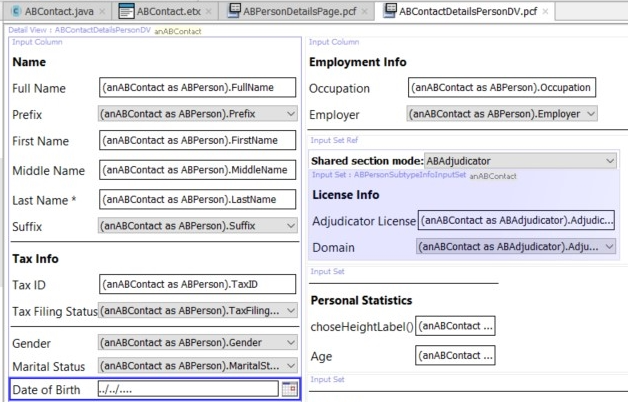 ABContact.java
ABContact.etx
ABPersonDetailsPage.pcf
ABContactDetailsPersonDV.pcf
Detail View : ABContactDetailsPersonDV anABContact
Input Column
Name
Full Name (anABContact as ABPerson).FullName
Prefix (anABContact as ABPerson).Prefix
First Name (anABContact as ABPerson).FirstName
Middle Name (anABContact as ABPerson).MiddleName
Last Name * (anABContact as ABPerson).LastName
Suffix (anABContact as ABPerson).Suffix
Tax Info
Tax ID (anABContact as ABPerson).TaxID
Tax Filing Status (anABContact as ABPerson).TaxFiling...
Gender (anABContact as ABPerson).Gender
Marital Status (anABContact as ABPerson).MaritalSt...
Date of Birth ../../....
Input Column
Employment Info
Occupation (anABContact as ABPerson).Occupation
Employer (anABContact as ABPerson).Employer
Input Set Ref
Shared section mode: ABAdjudicator
Input Set : ABPersonSubtypeInfoInputSet anABContact
License Info
Adjudicator License (anABContact as ABAdjudicator).Adjudic...
Domain (anABContact as ABAdjudicator).Adju...
Input Set
Personal Statistics
choseHeightLabel() (anABContact ...
Age (anABContact ...
Input Set